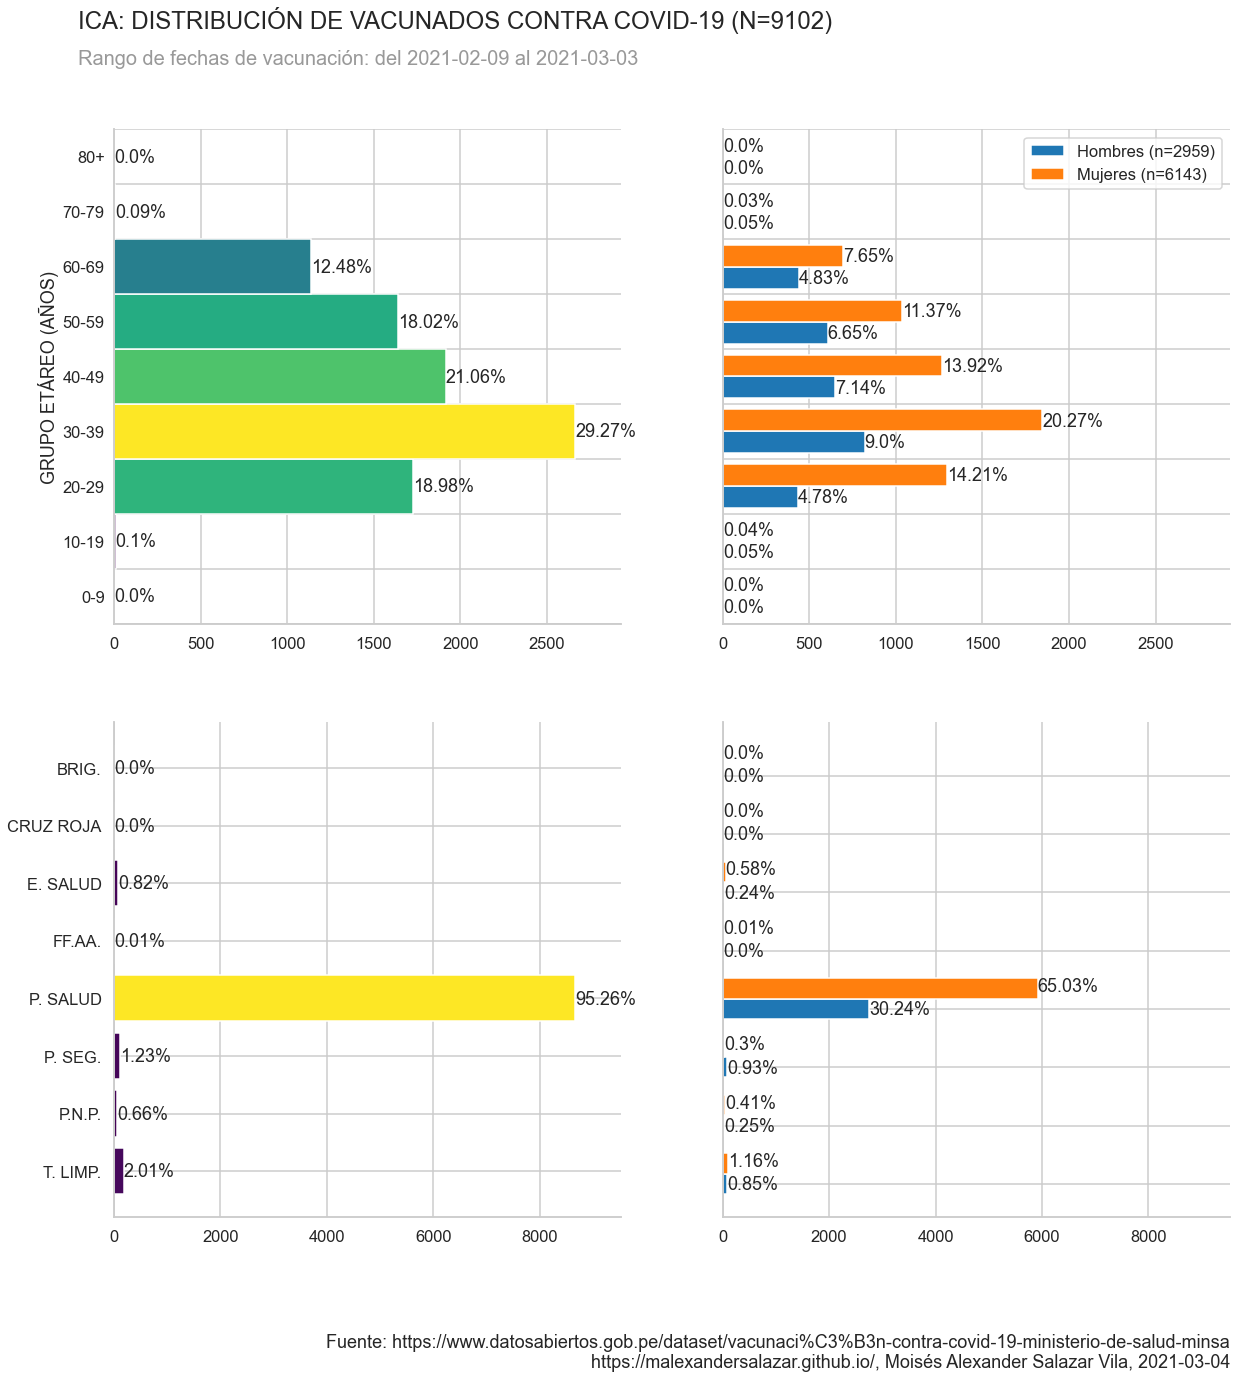 ICA: DISTRIBUCIÓN DE VACUNADOS CONTRA COVID-19 (N=9102)
Rango de fechas de vacunación: del 2021-02-09 al 2021-03-03
GRUPO ETÁREO (AÑOS)
80+ 0.0%
70-79 0.09%
60-69 12.48%
50-59 18.02%
40-49 21.06%
30-39 29.27%
20-29 18.98%
10-19 0.1%
0-9 0.0%
0 500 1000 1500 2000 2500
Hombres (n=2959)
Mujeres (n=6143)
0.0%
0.0%
0.03%
0.05%
7.65%
4.83%
11.37%
6.65%
13.92%
7.14%
20.27%
9.0%
14.21%
4.78%
0.04%
0.05%
0.0%
0.0%
0 500 1000 1500 2000 2500
BRIG. 0.0%
CRUZ ROJA 0.0%
E. SALUD 0.82%
FF.AA. 0.01%
P. SALUD 95.26%
P. SEG. 1.23%
P.N.P. 0.66%
T. LIMP. 2.01%
0 2000 4000 6000 8000
0.0%
0.0%
0.0%
0.0%
0.58%
0.24%
0.01%
0.0%
65.03%
30.24%
0.3%
0.93%
0.41%
0.25%
1.16%
0.85%
0 2000 4000 6000 8000
Fuente: https://www.datosabiertos.gob.pe/dataset/vacunaci%C3%B3n-contra-covid-19-ministerio-de-salud-minsa
https://malexandersalazar.github.io/, Moisés Alexander Salazar Vila, 2021-03-04